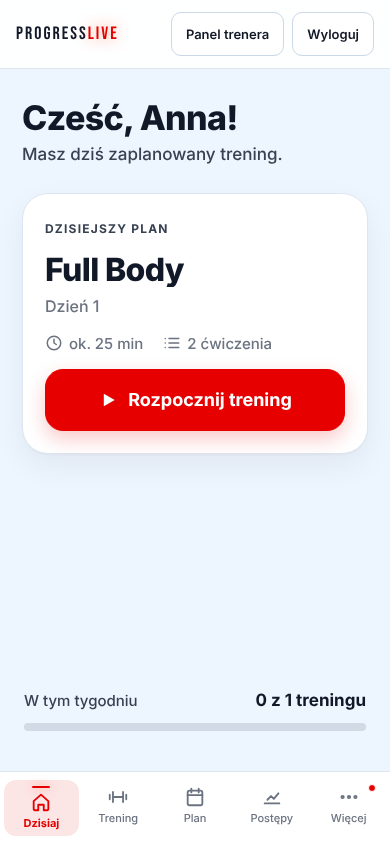 PROGRESSLIVE
Panel trenera
Wyloguj
Cześć, Anna!
Masz dziś zaplanowany trening.
DZISIEJSZY PLAN
Full Body
Dzień 1
ok. 25 min
2 ćwiczenia
Rozpocznij trening
W tym tygodniu
0 z 1 treningu
Dzisiaj
Trening
Plan
Postępy
Więcej